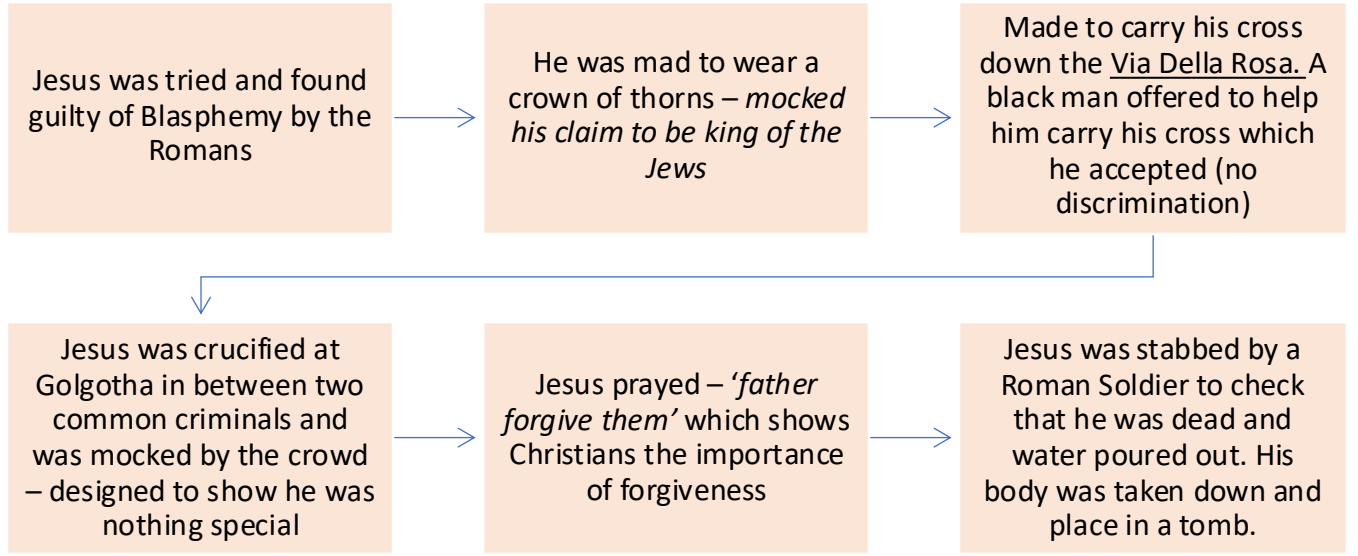 Jesus was tried and found
guilty of Blasphemy by the
Romans
He was mad to wear a
crown of thorns – mocked
his claim to be king of the
Jews
Made to carry his cross
down the Via Della Rosa. A
black man offered to help
him carry his cross which
he accepted (no
discrimination)
Jesus was crucified at
Golgotha in between two
common criminals and
was mocked by the crowd
– designed to show he was
nothing special
Jesus prayed – ‘father
forgive them’ which shows
Christians the importance
of forgiveness
Jesus was stabbed by a
Roman Soldier to check
that he was dead and
water poured out. His
body was taken down and
place in a tomb.